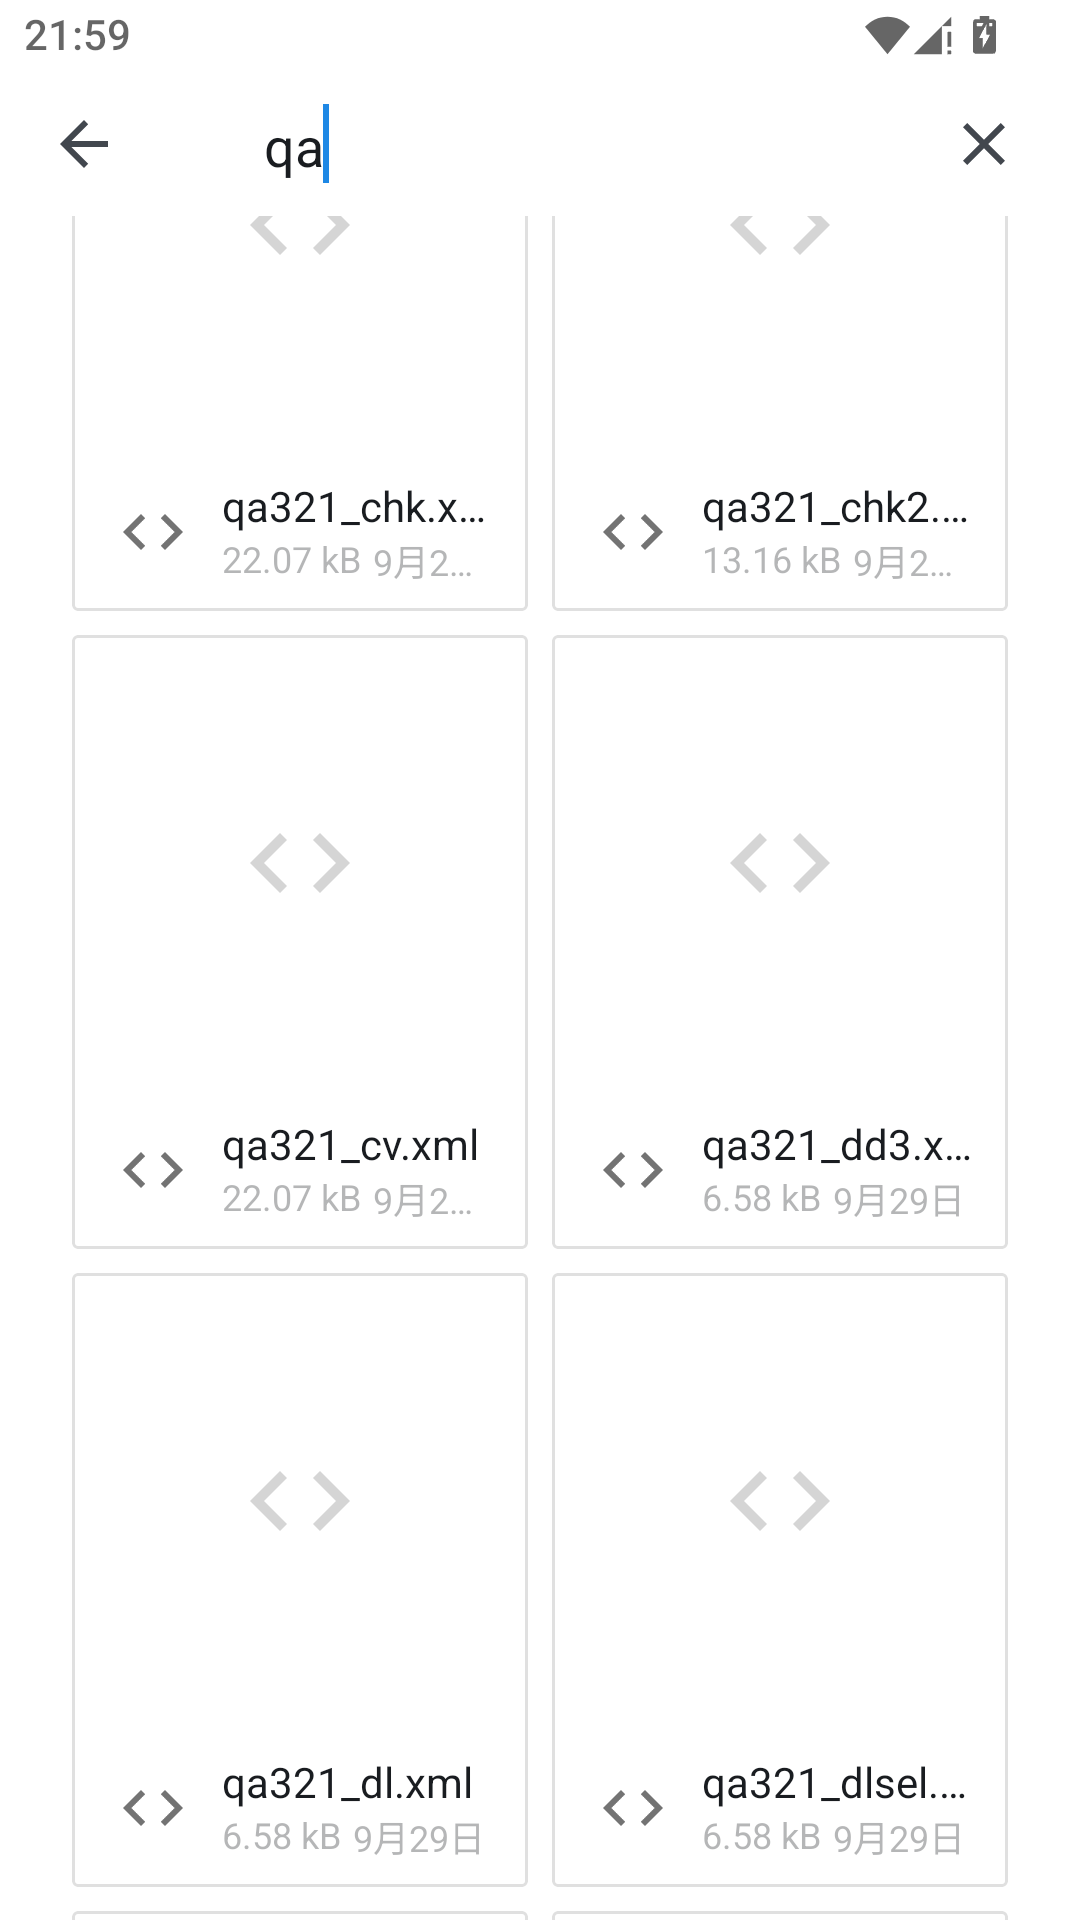 21:59
qa
qa321_chk.x...
22.07 kB 9月2...
qa321_chk2....
13.16 kB 9月2...
qa321_cv.xml
22.07 kB 9月2...
qa321_dd3.x...
6.58 kB 9月29日
qa321_dl.xml
6.58 kB 9月29日
qa321_dlsel....
6.58 kB 9月29日